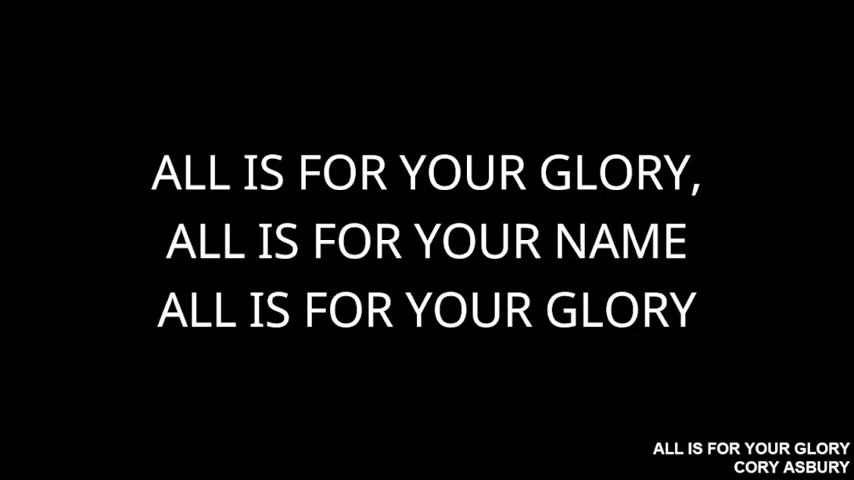 ALL IS FOR YOUR GLORY,
ALL IS FOR YOUR NAME
ALL IS FOR YOUR GLORY
ALL IS FOR YOUR GLORY
CORY ASBURY